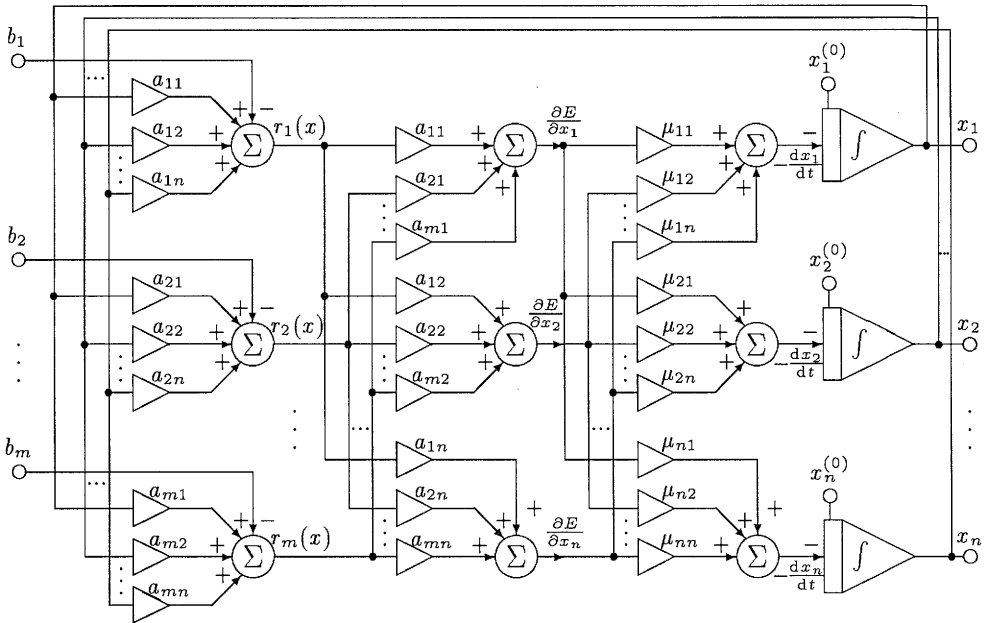 b₁
...
a₁₁
a₁₂
a₁ₙ
+ + + −
Σ
r₁(x)
a₁₁
a₂₁
aₘ₁
+ + +
Σ
∂E/∂x₁
μ₁₁
μ₁₂
μ₁ₙ
+ + +
Σ
−
−dx₁/dt
x₁⁽⁰⁾
∫
x₁
b₂
a₂₁
a₂₂
a₂ₙ
+ + + −
Σ
r₂(x)
a₁₂
a₂₂
aₘ₂
+ + +
Σ
∂E/∂x₂
μ₂₁
μ₂₂
μ₂ₙ
+ + +
Σ
−
−dx₂/dt
x₂⁽⁰⁾
∫
...
x₂
bₘ
...
aₘ₁
aₘ₂
aₘₙ
+ + + −
Σ
rₘ(x)
...
a₁ₙ
a₂ₙ
aₘₙ
+ + +
Σ
∂E/∂xₙ
...
μₙ₁
μₙ₂
μₙₙ
+ + +
Σ
−
−dxₙ/dt
xₙ⁽⁰⁾
∫
xₙ